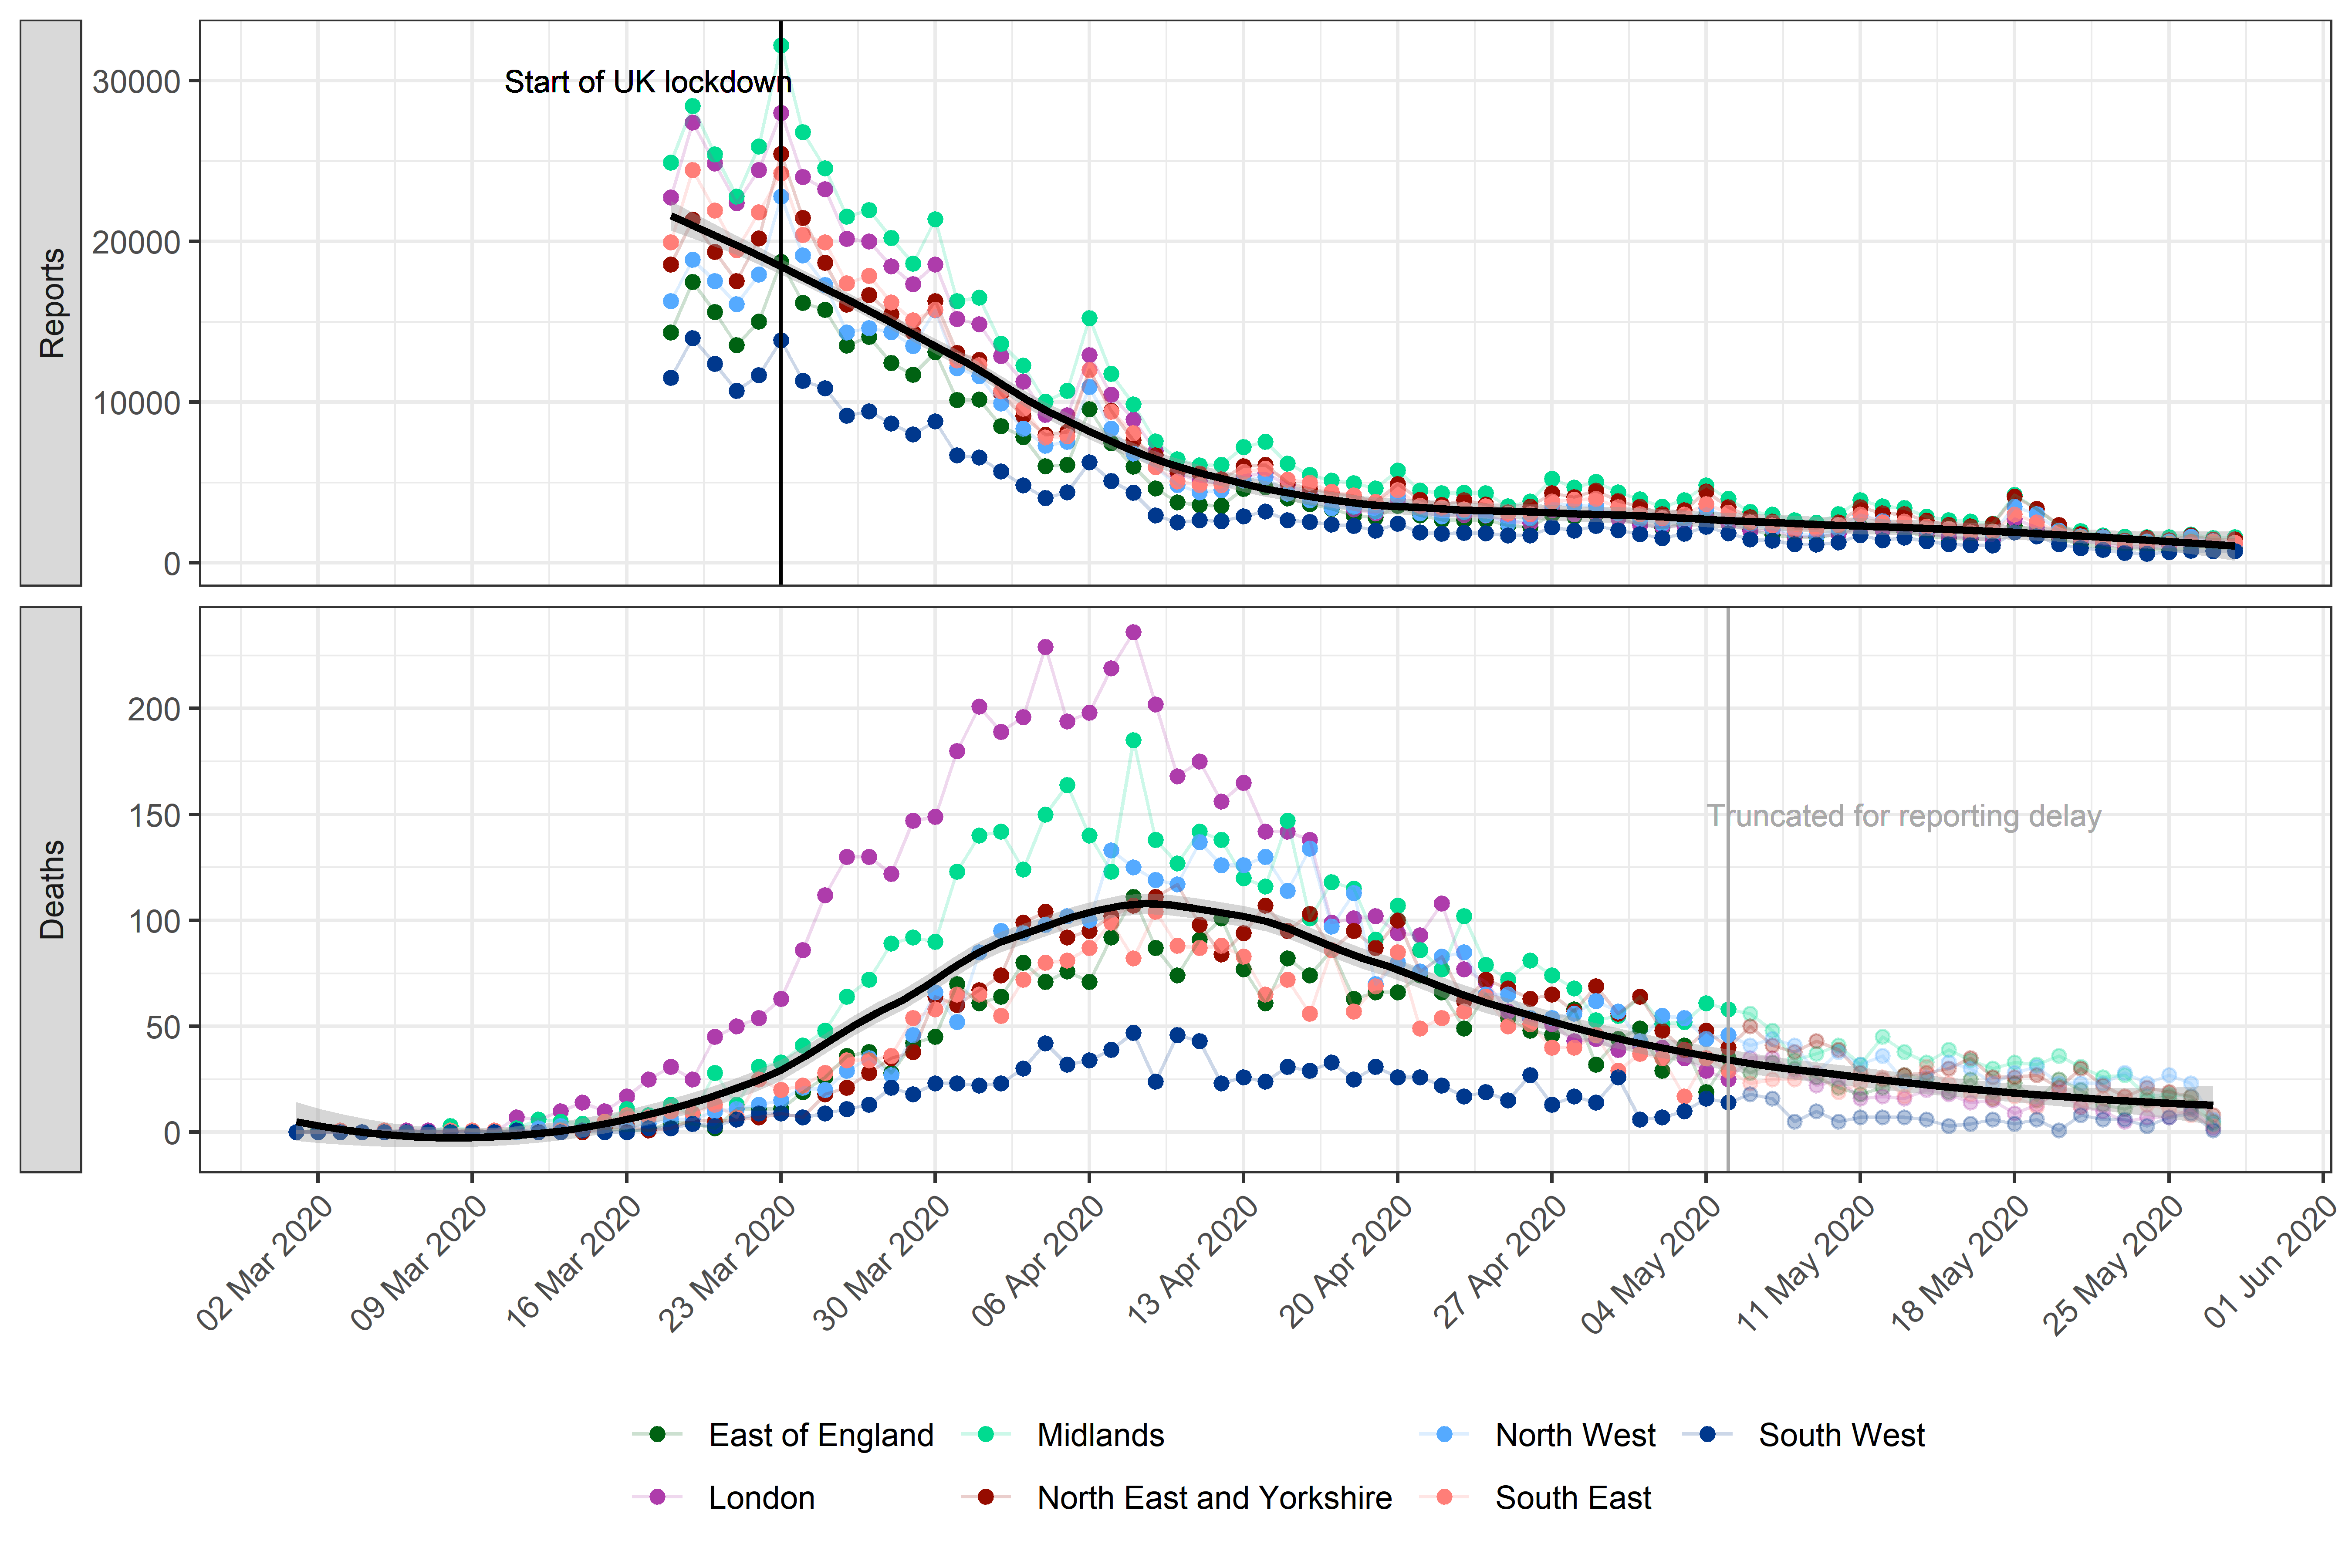 Reports
30000
20000
10000
0
Start of UK lockdown
Deaths
200
150
100
50
0
Truncated for reporting delay
02 Mar 2020
09 Mar 2020
16 Mar 2020
23 Mar 2020
30 Mar 2020
06 Apr 2020
13 Apr 2020
20 Apr 2020
27 Apr 2020
04 May 2020
11 May 2020
18 May 2020
25 May 2020
01 Jun 2020
East of England
Midlands
North West
South West
London
North East and Yorkshire
South East